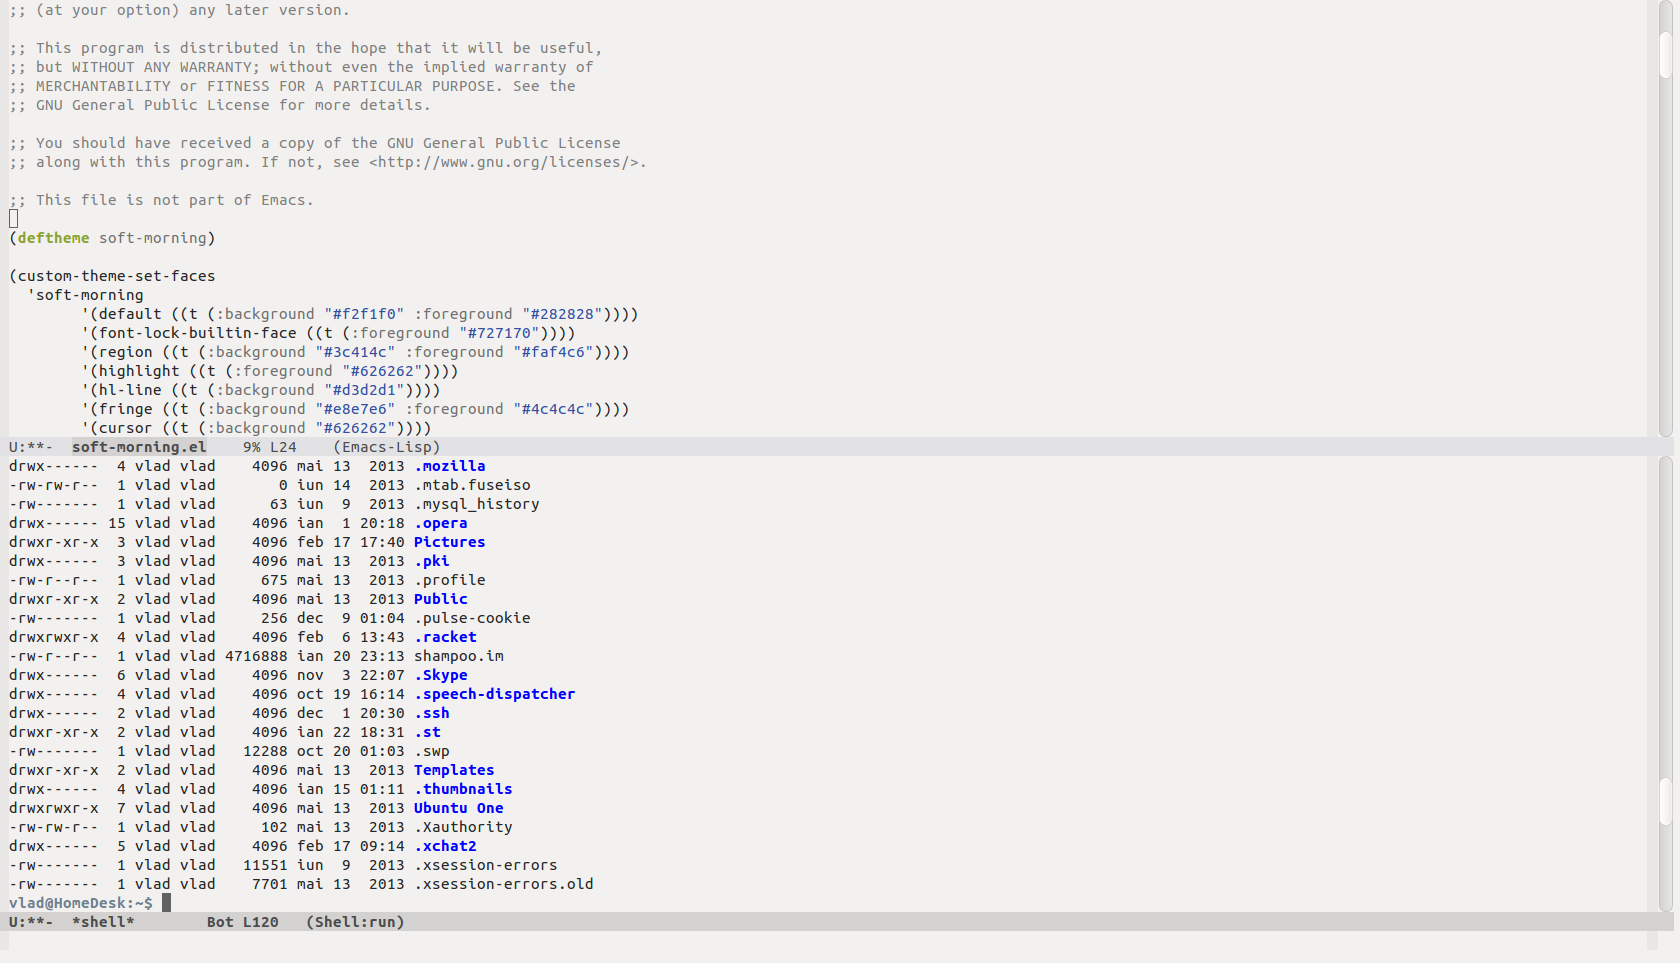 ;; (at your option) any later version.

;; This program is distributed in the hope that it will be useful,
;; but WITHOUT ANY WARRANTY; without even the implied warranty of
;; MERCHANTABILITY or FITNESS FOR A PARTICULAR PURPOSE. See the
;; GNU General Public License for more details.

;; You should have received a copy of the GNU General Public License
;; along with this program. If not, see <http://www.gnu.org/licenses/>.

;; This file is not part of Emacs.

(deftheme soft-morning)

(custom-theme-set-faces
  'soft-morning
        '(default ((t (:background "#f2f1f0" :foreground "#282828"))))
        '(font-lock-builtin-face ((t (:foreground "#727170"))))
        '(region ((t (:background "#3c414c" :foreground "#faf4c6"))))
        '(highlight ((t (:foreground "#626262"))))
        '(hl-line ((t (:background "#d3d2d1"))))
        '(fringe ((t (:background "#e8e7e6" :foreground "#4c4c4c"))))
        '(cursor ((t (:background "#626262"))))
U:**-  soft-morning.el    9% L24    (Emacs-Lisp)
drwx------  4 vlad vlad    4096 mai 13  2013 .mozilla
-rw-rw-r--  1 vlad vlad       0 iun 14  2013 .mtab.fuseiso
-rw-------  1 vlad vlad      63 iun  9  2013 .mysql_history
drwx------ 15 vlad vlad    4096 ian  1 20:18 .opera
drwxr-xr-x  3 vlad vlad    4096 feb 17 17:40 Pictures
drwx------  3 vlad vlad    4096 mai 13  2013 .pki
-rw-r--r--  1 vlad vlad     675 mai 13  2013 .profile
drwxr-xr-x  2 vlad vlad    4096 mai 13  2013 Public
-rw-------  1 vlad vlad     256 dec  9 01:04 .pulse-cookie
drwxrwxr-x  4 vlad vlad    4096 feb  6 13:43 .racket
-rw-r--r--  1 vlad vlad 4716888 ian 20 23:13 shampoo.im
drwx------  6 vlad vlad    4096 nov  3 22:07 .Skype
drwx------  4 vlad vlad    4096 oct 19 16:14 .speech-dispatcher
drwx------  2 vlad vlad    4096 dec  1 20:30 .ssh
drwxr-xr-x  2 vlad vlad    4096 ian 22 18:31 .st
-rw-------  1 vlad vlad   12288 oct 20 01:03 .swp
drwxr-xr-x  2 vlad vlad    4096 mai 13  2013 Templates
drwx------  4 vlad vlad    4096 ian 15 01:11 .thumbnails
drwxrwxr-x  7 vlad vlad    4096 mai 13  2013 Ubuntu One
-rw-rw-r--  1 vlad vlad     102 mai 13  2013 .Xauthority
drwx------  5 vlad vlad    4096 feb 17 09:14 .xchat2
-rw-------  1 vlad vlad   11551 iun  9  2013 .xsession-errors
-rw-------  1 vlad vlad    7701 mai 13  2013 .xsession-errors.old
vlad@HomeDesk:~$
U:**-  *shell*        Bot L120   (Shell:run)